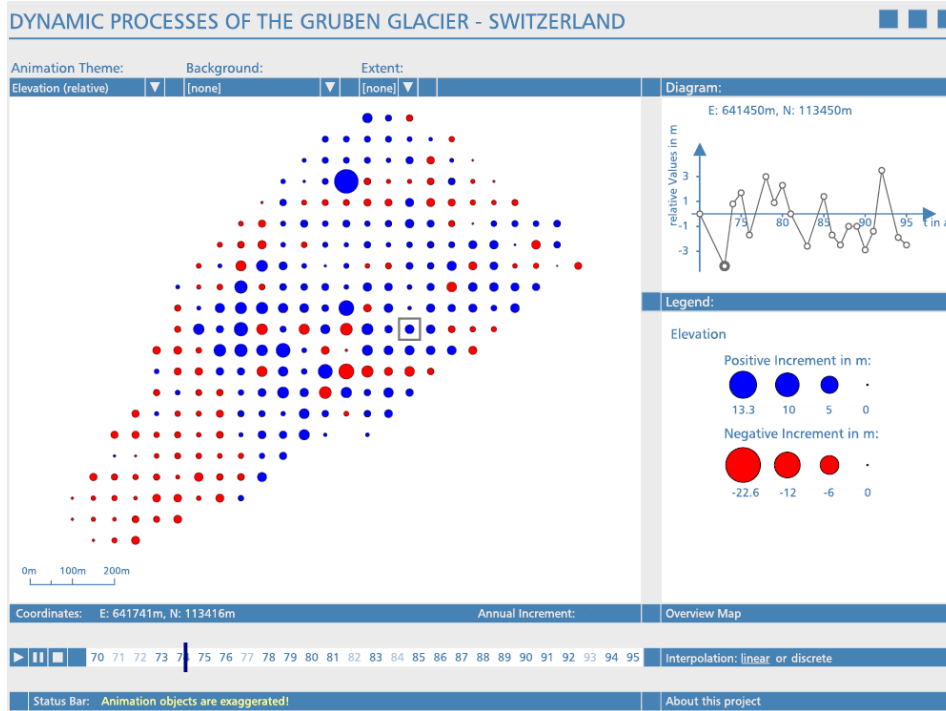 DYNAMIC PROCESSES OF THE GRUBEN GLACIER - SWITZERLAND
Animation Theme: Background: Extent:
Elevation (relative) [none] [none]
Diagram:
E: 641450m, N: 113450m
relative Values in m
3
1
-1
-3
75 80 85 90 95 t in a
Legend:
Elevation
Positive Increment in m:
13.3 10 5 0
Negative Increment in m:
-22.6 -12 -6 0
0m 100m 200m
Coordinates: E: 641741m, N: 113416m Annual Increment:
Overview Map
70 71 72 73 74 75 76 77 78 79 80 81 82 83 84 85 86 87 88 89 90 91 92 93 94 95
Interpolation: linear or discrete
Status Bar: Animation objects are exaggerated!
About this project